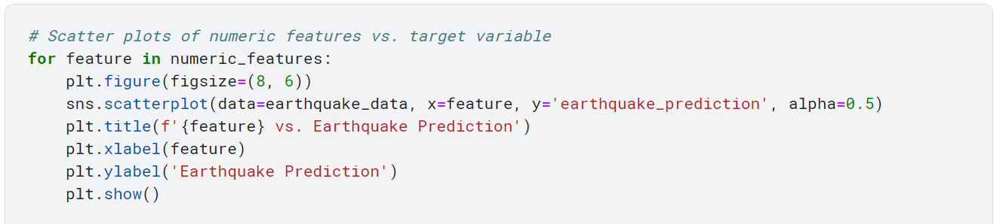 # Scatter plots of numeric features vs. target variable
for feature in numeric_features:
    plt.figure(figsize=(8, 6))
    sns.scatterplot(data=earthquake_data, x=feature, y='earthquake_prediction', alpha=0.5)
    plt.title(f'{feature} vs. Earthquake Prediction')
    plt.xlabel(feature)
    plt.ylabel('Earthquake Prediction')
    plt.show()